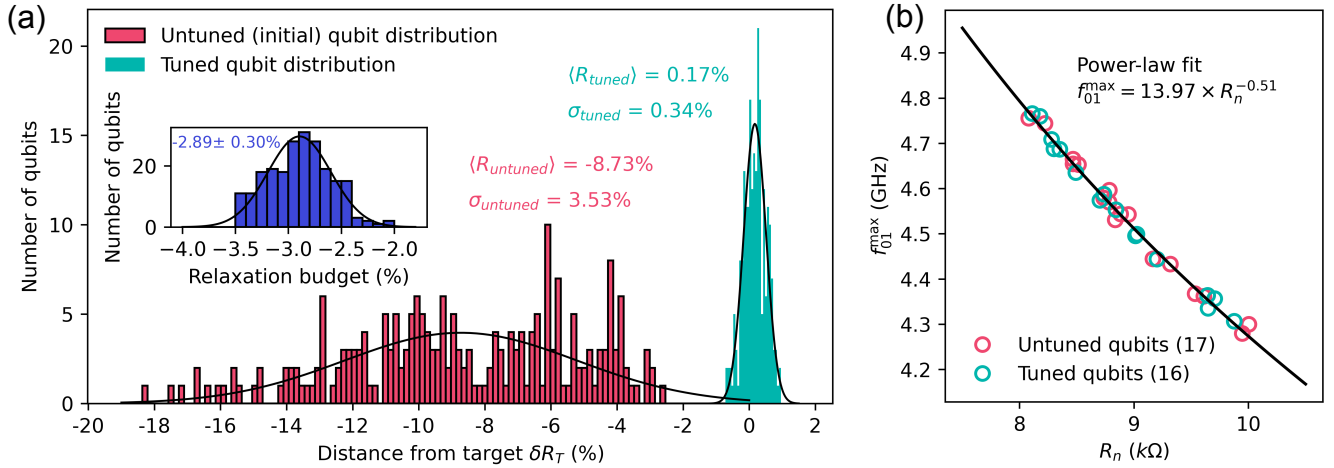 (a)
Untuned (initial) qubit distribution
Tuned qubit distribution
⟨R_tuned⟩ = 0.17%
σ_tuned = 0.34%
⟨R_untuned⟩ = -8.73%
σ_untuned = 3.53%
Number of qubits
20
15
10
5
0
-2.89± 0.30%
Number of qubits
20
0
−4.0 −3.5 −3.0 −2.5 −2.0
Relaxation budget (%)
-20 -18 -16 -14 -12 -10 -8 -6 -4 -2 0 2
Distance from target δR_T (%)
(b)
Power-law fit
f_01^max = 13.97 × R_n^−0.51
f_01^max (GHz)
4.9
4.8
4.7
4.6
4.5
4.4
4.3
4.2
Untuned qubits (17)
Tuned qubits (16)
8 9 10
R_n (kΩ)